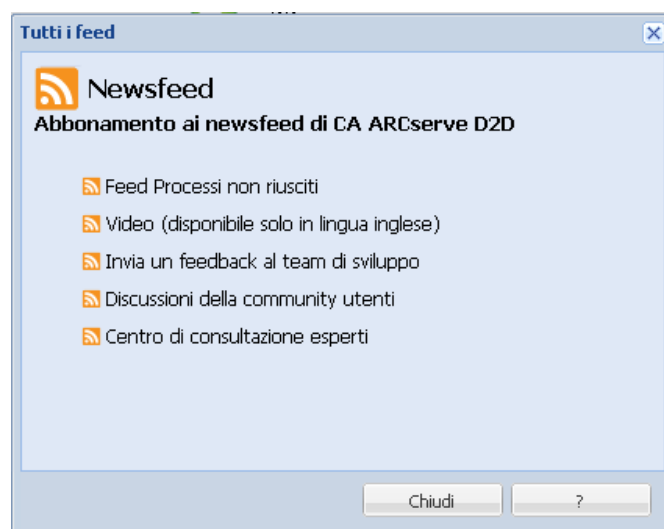 Tutti i feed
Newsfeed
Abbonamento ai newsfeed di CA ARCserve D2D
Feed Processi non riusciti
Video (disponibile solo in lingua inglese)
Invia un feedback al team di sviluppo
Discussioni della community utenti
Centro di consultazione esperti
Chiudi
?